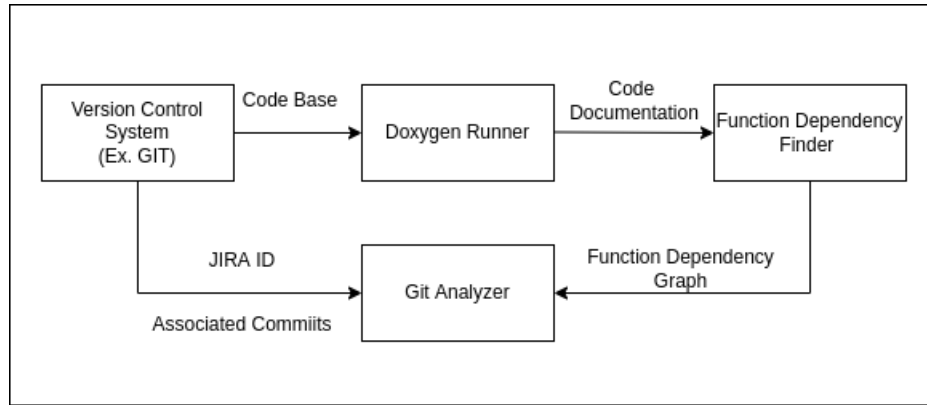 Version Control
System
(Ex. GIT)
Code Base
Doxygen Runner
Code
Documentation
Function Dependency
Finder
JIRA ID
Associated Commiits
Git Analyzer
Function Dependency
Graph